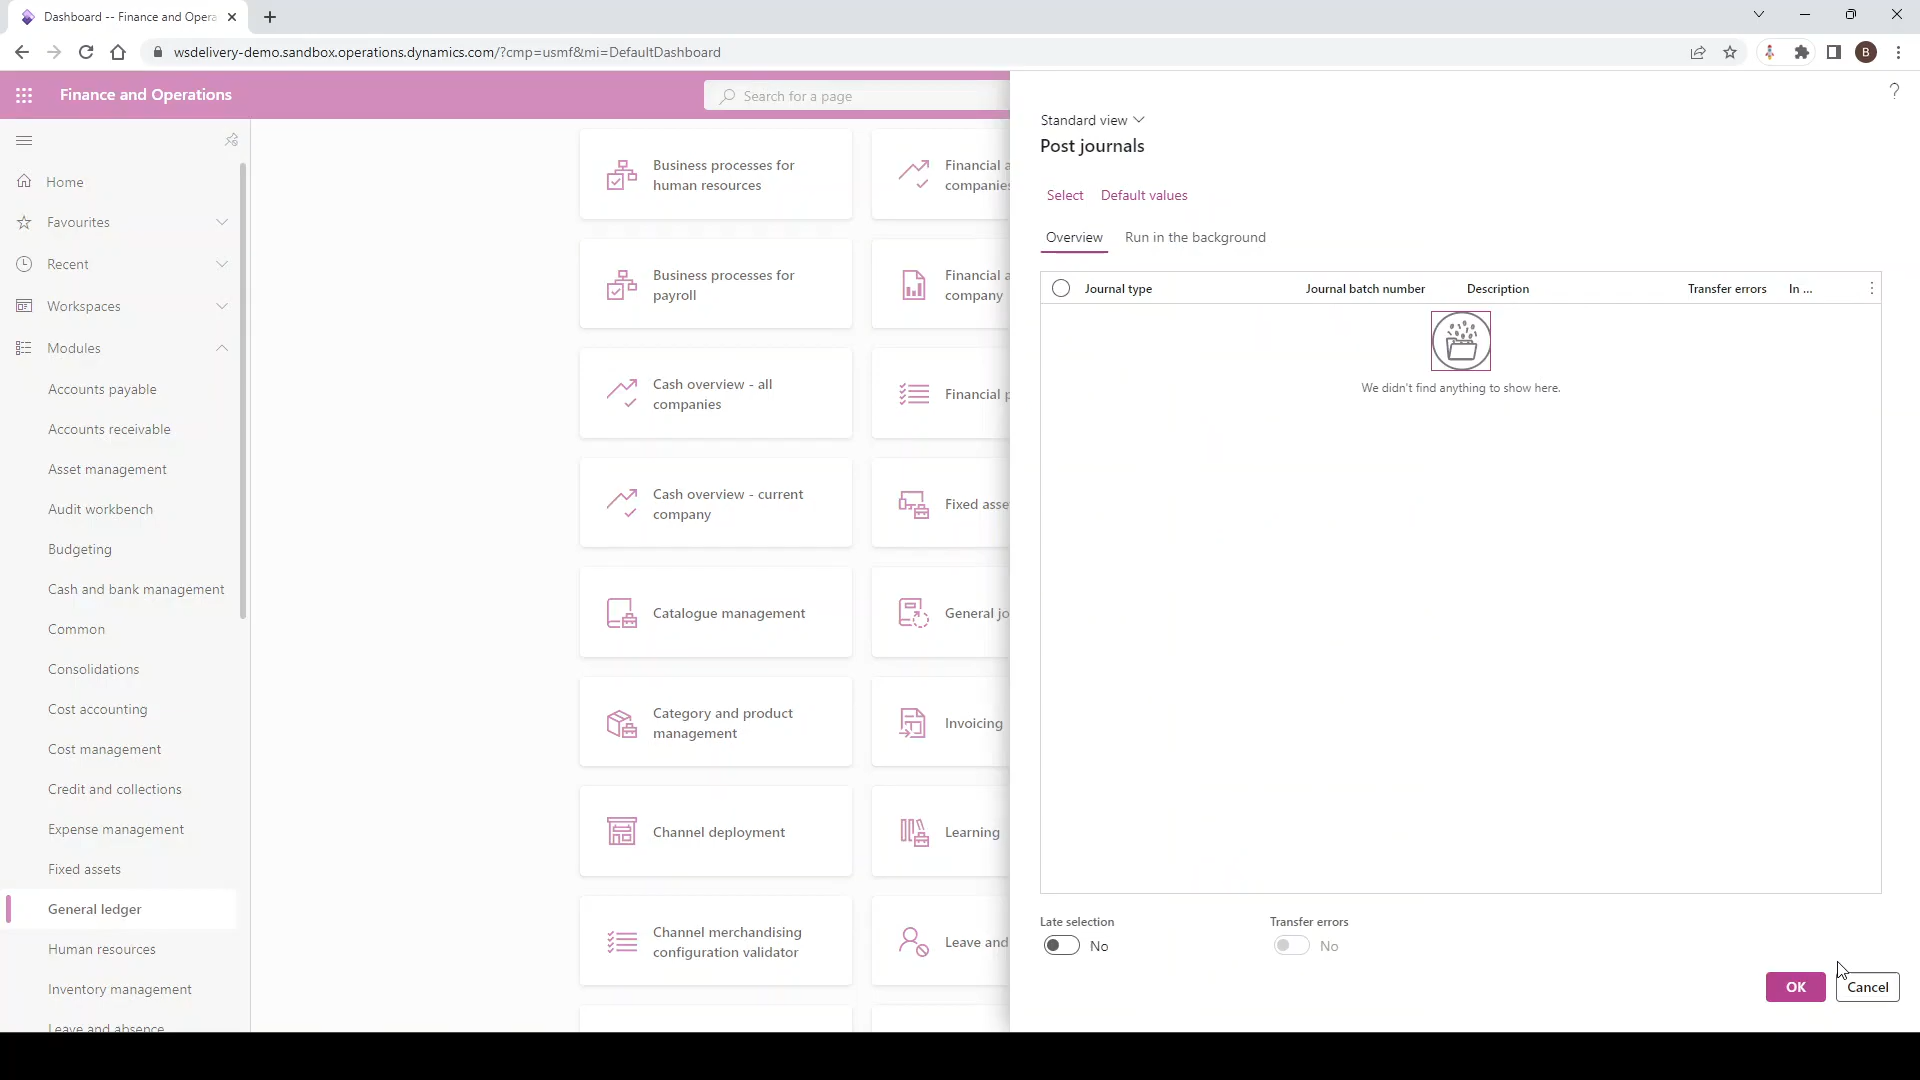 Dashboard -- Finance and Opera
wsdelivery-demo.sandbox.operations.dynamics.com/?cmp=usmf&mi=DefaultDashboard
B
Finance and Operations
Search for a page
?
Home
Favourites
Recent
Workspaces
Modules
Accounts payable
Accounts receivable
Asset management
Audit workbench
Budgeting
Cash and bank management
Common
Consolidations
Cost accounting
Cost management
Credit and collections
Expense management
Fixed assets
General ledger
Human resources
Inventory management
Leave and absence
Business processes for
human resources
Business processes for
payroll
Cash overview - all
companies
Cash overview - current
company
Catalogue management
Category and product
management
Channel deployment
Channel merchandising
configuration validator
Financial a
companies
Financial a
company
Financial p
Fixed asse
General jo
Invoicing
Learning
Leave and
Standard view
Post journals
Select Default values
Overview Run in the background
Journal type Journal batch number Description Transfer errors In ...
We didn't find anything to show here.
Late selection Transfer errors
No No
OK Cancel